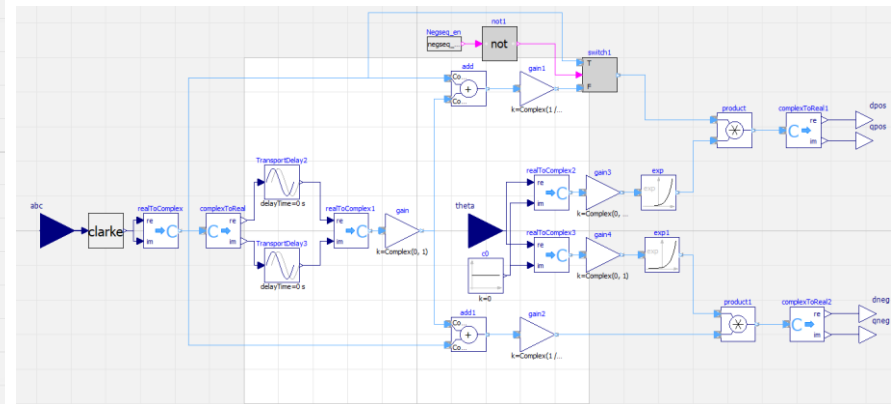 not1
Negseq_en
negseq_...
not
switch1
T
F
add
Co...
+
Co...
gain1
k=Complex(1 /...
product
complexToReal1
dpos
C
re
im
qpos
TransportDelay2
delayTime=0 s
realToComplex2
re
im
C
gain3
k=Complex(0, ...
exp
exp
abc
clarke
realToComplex
re
im
C
complexToReal
C
re
im
realToComplex1
re
im
C
gain
k=Complex(0, 1)
theta
TransportDelay3
delayTime=0 s
realToComplex3
re
im
C
gain4
k=Complex(0, 1)
exp1
exp
c0
k=0
add1
Co...
+
Co...
gain2
k=Complex(1 /...
product1
complexToReal2
dneg
C
re
im
qneg